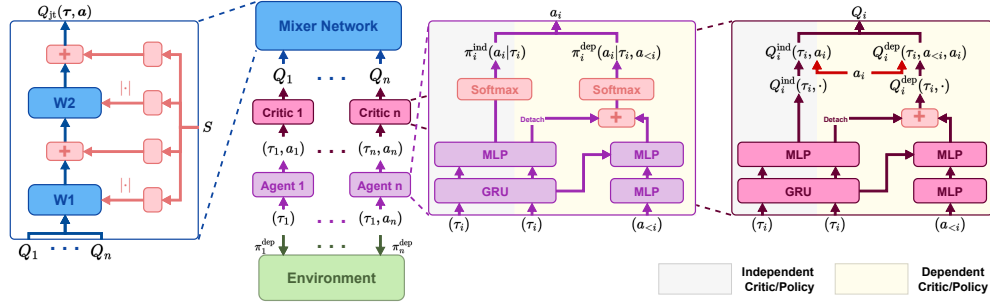 Q_jt(τ, a)
+
|·|
W2
+
|·|
W1
S
Q_1 · · · Q_n
Mixer Network
Q_1 · · · Q_n
Critic 1 Critic n
(τ_1, a_1) (τ_n, a_n)
Agent 1 Agent n
(τ_1) · · · (τ_1, a_n)
π_1^dep π_n^dep
Environment
a_i
π_i^ind(a_i|τ_i) π_i^dep(a_i|τ_i, a_<i)
Softmax Softmax
Detach +
MLP MLP
GRU MLP
(τ_i) (τ_i) (a_<i)
Q_i
Q_i^ind(τ_i, a_i) Q_i^dep(τ_i, a_<i, a_i)
a_i
Q_i^ind(τ_i, ·) Q_i^dep(τ_i, ·)
Detach +
MLP MLP
GRU MLP
(τ_i) (τ_i) (a_<i)
Independent
Critic/Policy
Dependent
Critic/Policy